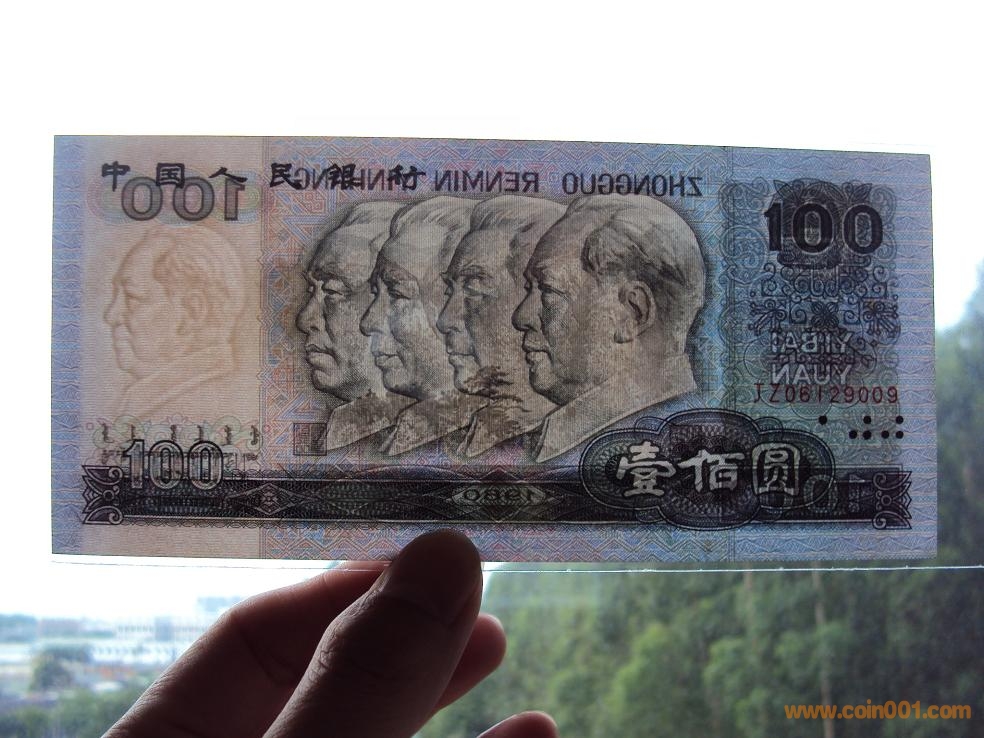 中国人民银行
ZHONGGUO RENMIN YINHANG
100
100
YIBAI
YUAN
JZ06129009
100
壹佰圆
1980
www.coin001.com